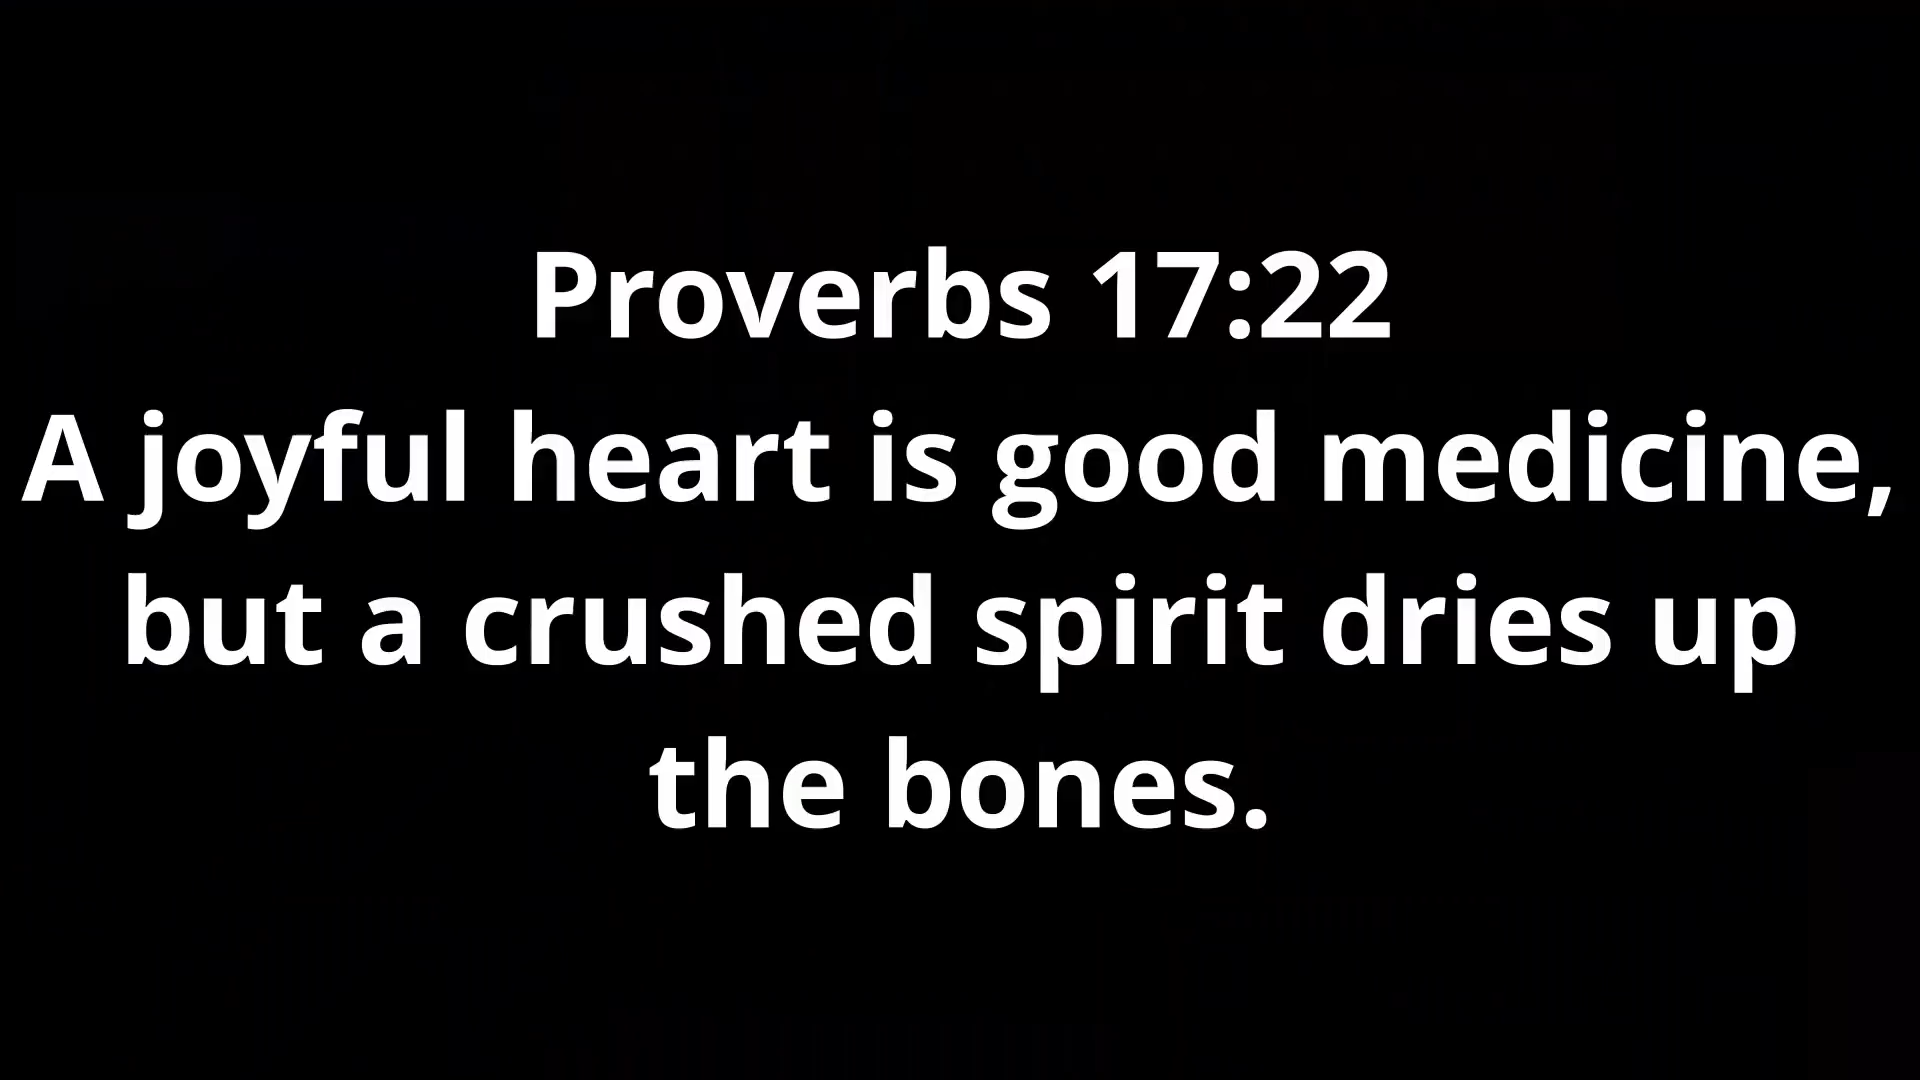 Proverbs 17:22
A joyful heart is good medicine,
but a crushed spirit dries up
the bones.